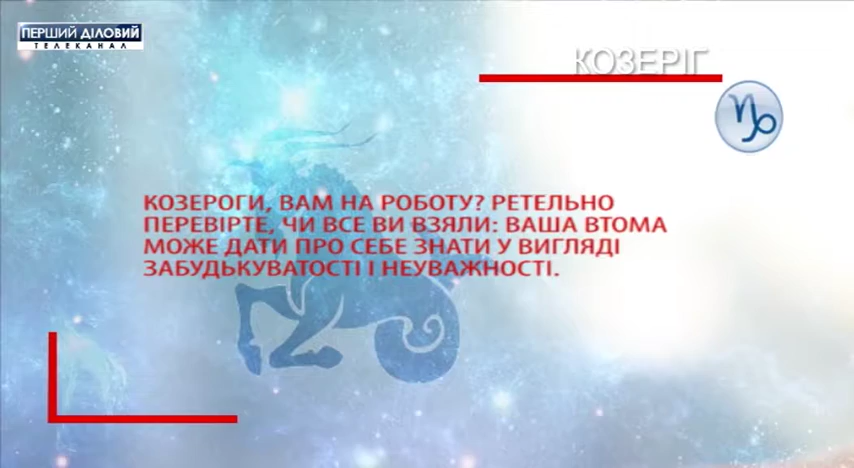 ПЕРШИЙ ДІЛОВИЙ
ТЕЛЕКАНАЛ
КОЗЕРІГ
КОЗЕРОГИ, ВАМ НА РОБОТУ? РЕТЕЛЬНО
ПЕРЕВІРТЕ, ЧИ ВСЕ ВИ ВЗЯЛИ: ВАША ВТОМА
МОЖЕ ДАТИ ПРО СЕБЕ ЗНАТИ У ВИГЛЯДІ
ЗАБУДЬКУВАТОСТІ І НЕУВАЖНОСТІ.